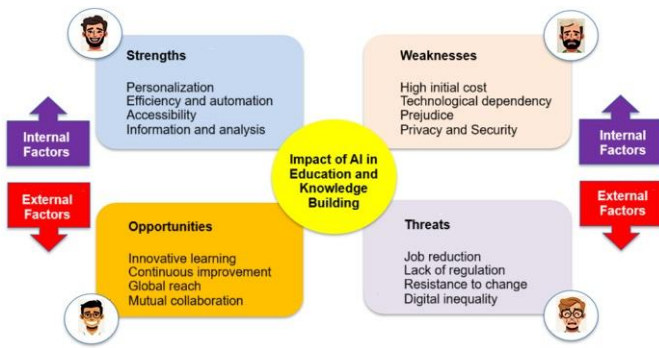 Strengths
Personalization
Efficiency and automation
Accessibility
Information and analysis
Weaknesses
High initial cost
Technological dependency
Prejudice
Privacy and Security
Internal
Factors
External
Factors
Impact of AI in
Education and
Knowledge
Building
Internal
Factors
External
Factors
Opportunities
Innovative learning
Continuous improvement
Global reach
Mutual collaboration
Threats
Job reduction
Lack of regulation
Resistance to change
Digital inequality